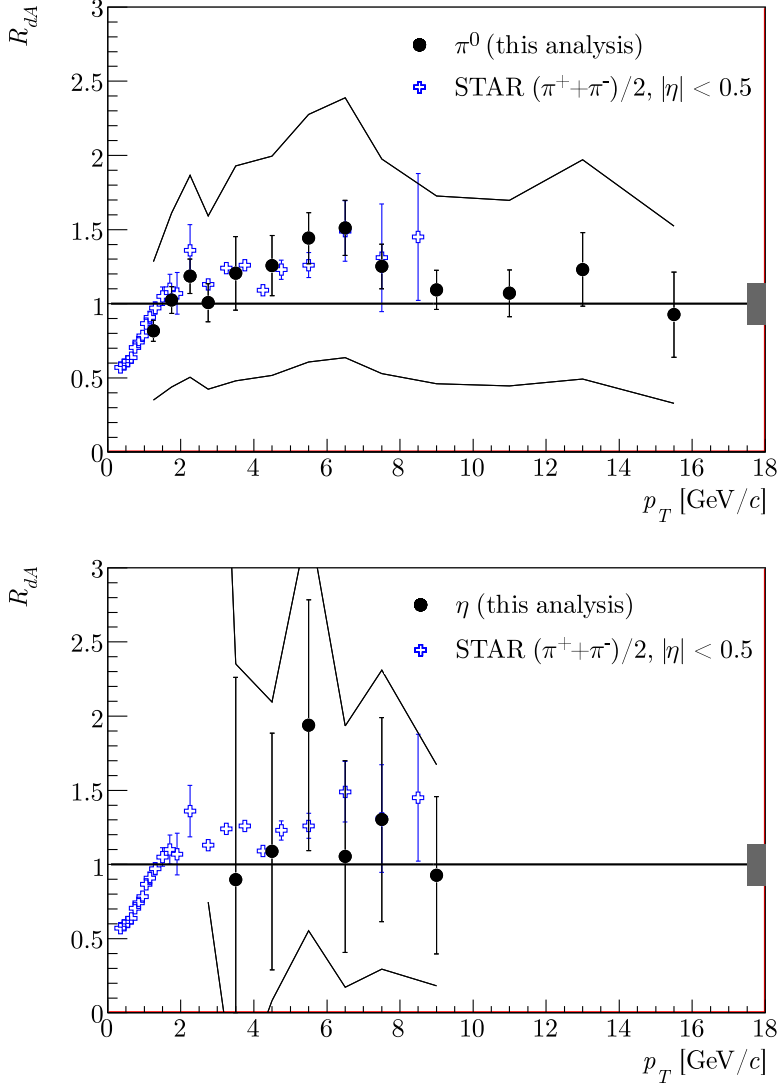 R_dA
3
2.5
2
1.5
1
0.5
0
π⁰ (this analysis)
STAR (π⁺+π⁻)/2, |η| < 0.5
0 2 4 6 8 10 12 14 16 18
p_T [GeV/c]
R_dA
3
2.5
2
1.5
1
0.5
0
η (this analysis)
STAR (π⁺+π⁻)/2, |η| < 0.5
0 2 4 6 8 10 12 14 16 18
p_T [GeV/c]